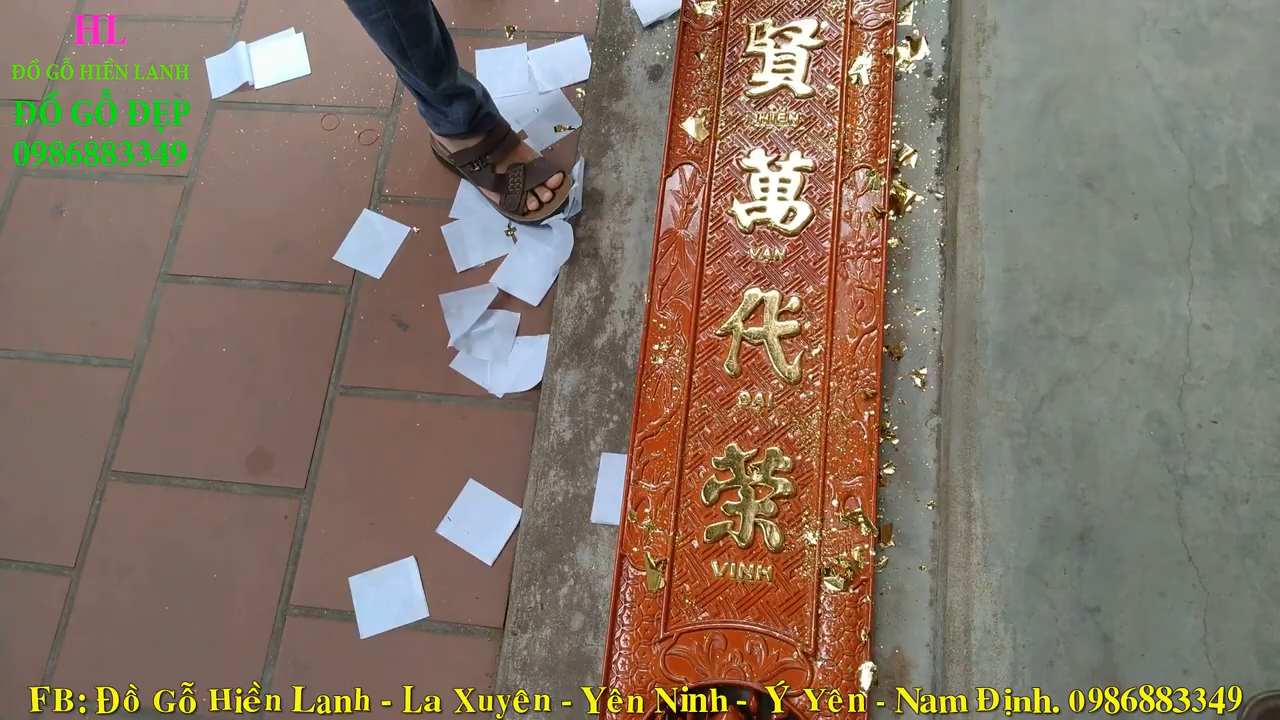 HL
ĐỒ GỖ HIỀN LANH
ĐỒ GỖ ĐẸP
0986883349
賢
HIỀN
萬
VẠN
代
ĐẠI
榮
VINH
FB: Đồ Gỗ Hiền Lanh - La Xuyên - Yên Ninh - Ý Yên - Nam Định. 0986883349